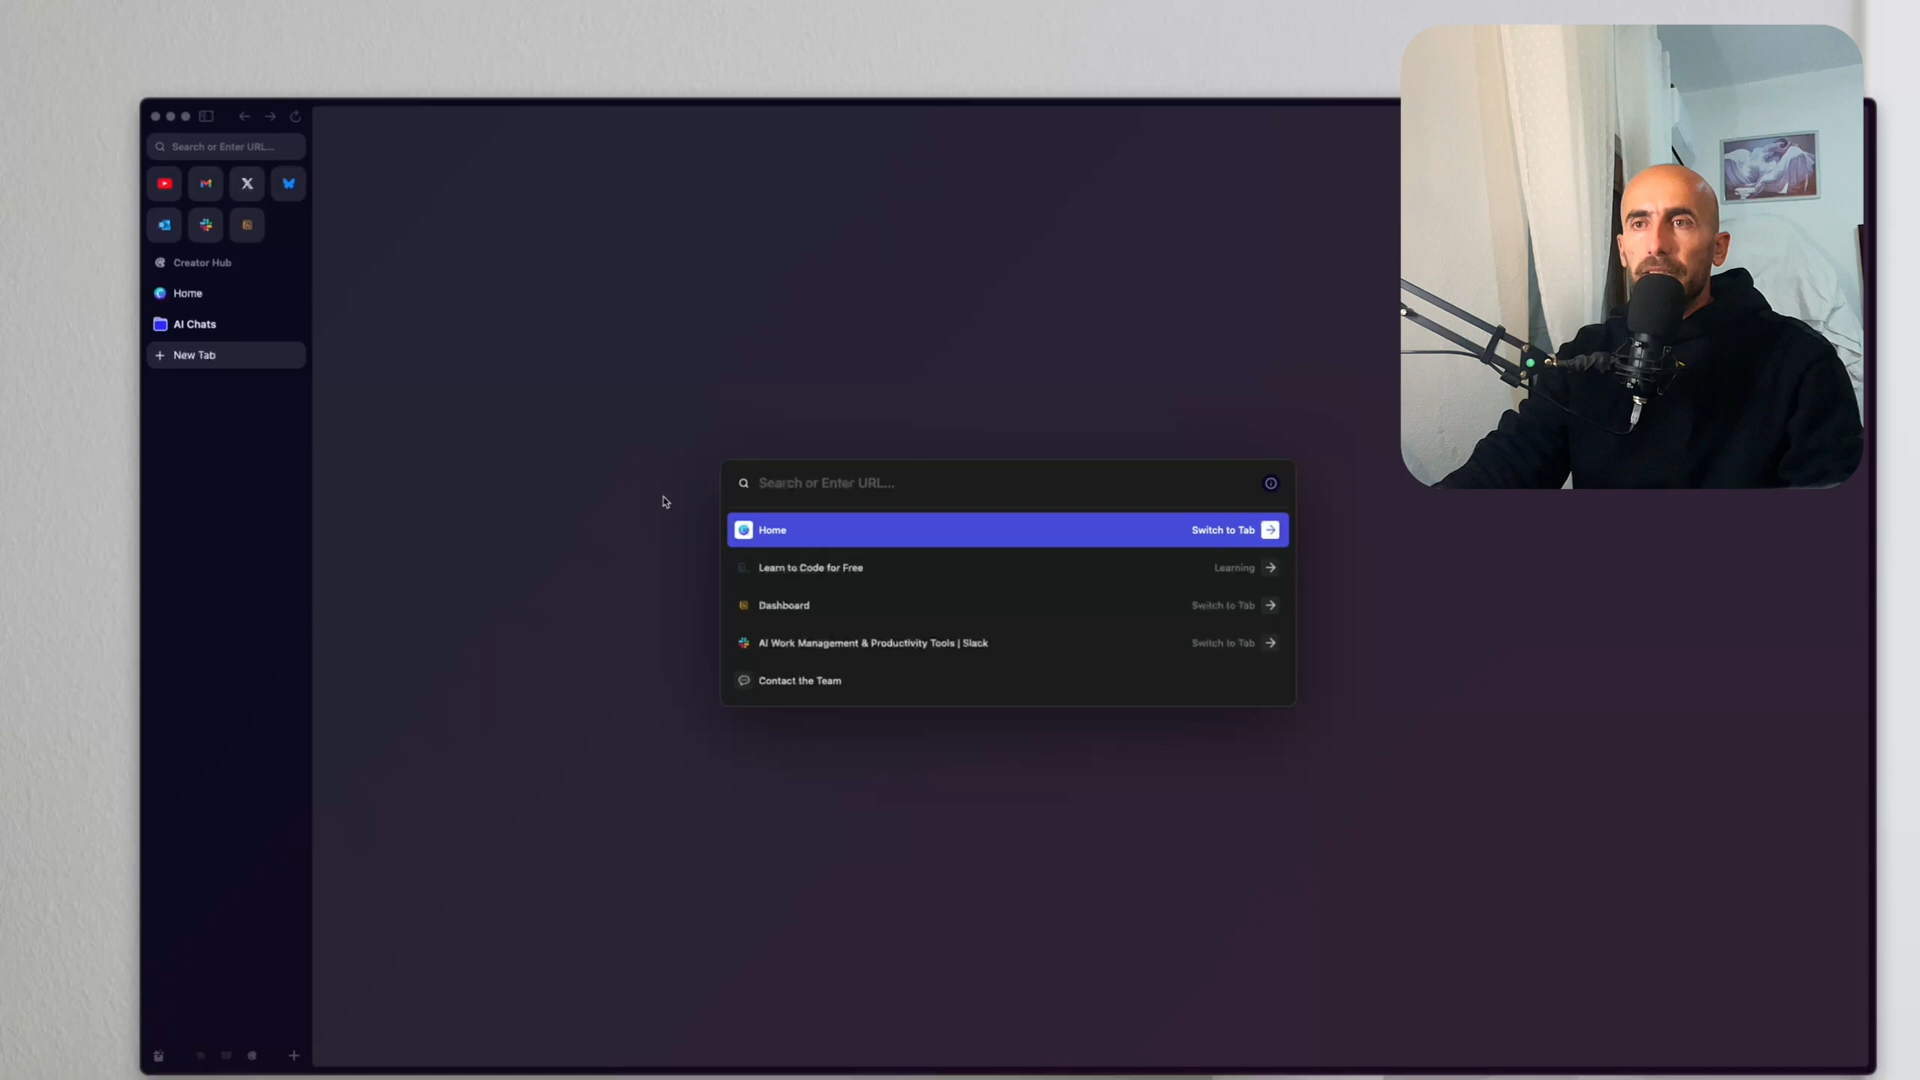 Search or Enter URL...
Creator Hub
Home
AI Chats
New Tab
Search or Enter URL...
Home Switch to Tab
Learn to Code for Free Learning
Dashboard Switch to Tab
AI Work Management & Productivity Tools | Slack Switch to Tab
Contact the Team